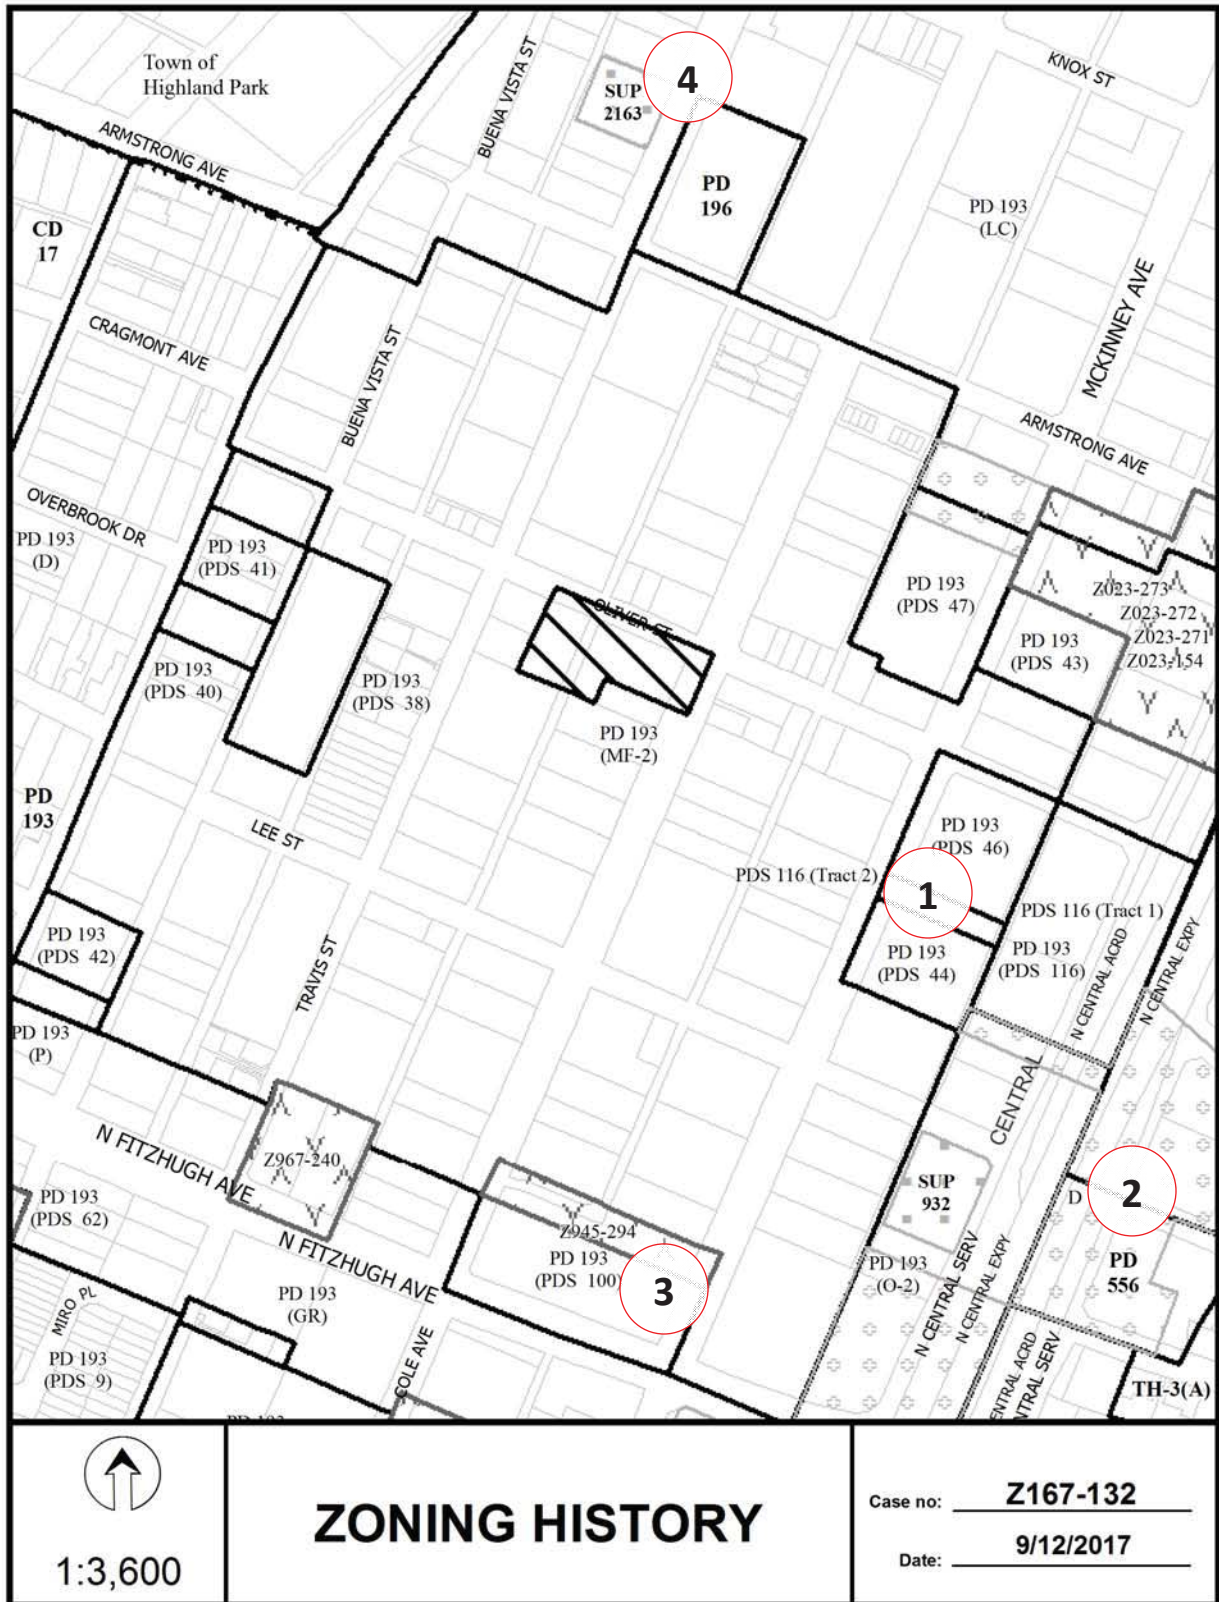 Town of
Highland Park
BUENA VISTA ST
SUP
2163
4
KNOX ST
ARMSTRONG AVE
PD
196
CD
17
PD 193
(LC)
MCKINNEY AVE
CRAGMONT AVE
BUENA VISTA ST
ARMSTRONG AVE
OVERBROOK DR
PD 193
(D)
PD 193
(PDS 41)
PD 193
(PDS 47)
Z023-273
Z023-272
Z023-271
Z023-154
OLIVER ST
PD 193
(PDS 43)
PD 193
(PDS 40)
PD 193
(PDS 38)
PD 193
(MF-2)
PD
193
LEE ST
PD 193
(PDS 46)
PDS 116 (Tract 2)
1
PDS 116 (Tract 1)
PD 193
(PDS 42)
PD 193
(PDS 44)
PD 193
(PDS 116)
N CENTRAL ACRD
N CENTRAL EXPY
TRAVIS ST
PD 193
(P)
CENTRAL
N FITZHUGH AVE
Z967-240
SUP
932
D
2
PD 193
(PDS 62)
N FITZHUGH AVE
Z945-294
PD 193
(PDS 100)
3
PD 193
(O-2)
N CENTRAL SERV
N CENTRAL EXPY
PD
556
PD 193
(GR)
MIRO PL
PD 193
(PDS 9)
COLE AVE
ENTRAL ACRD
NTRAL SERV
TH-3(A)
1:3,600
ZONING HISTORY
Case no: Z167-132
Date: 9/12/2017